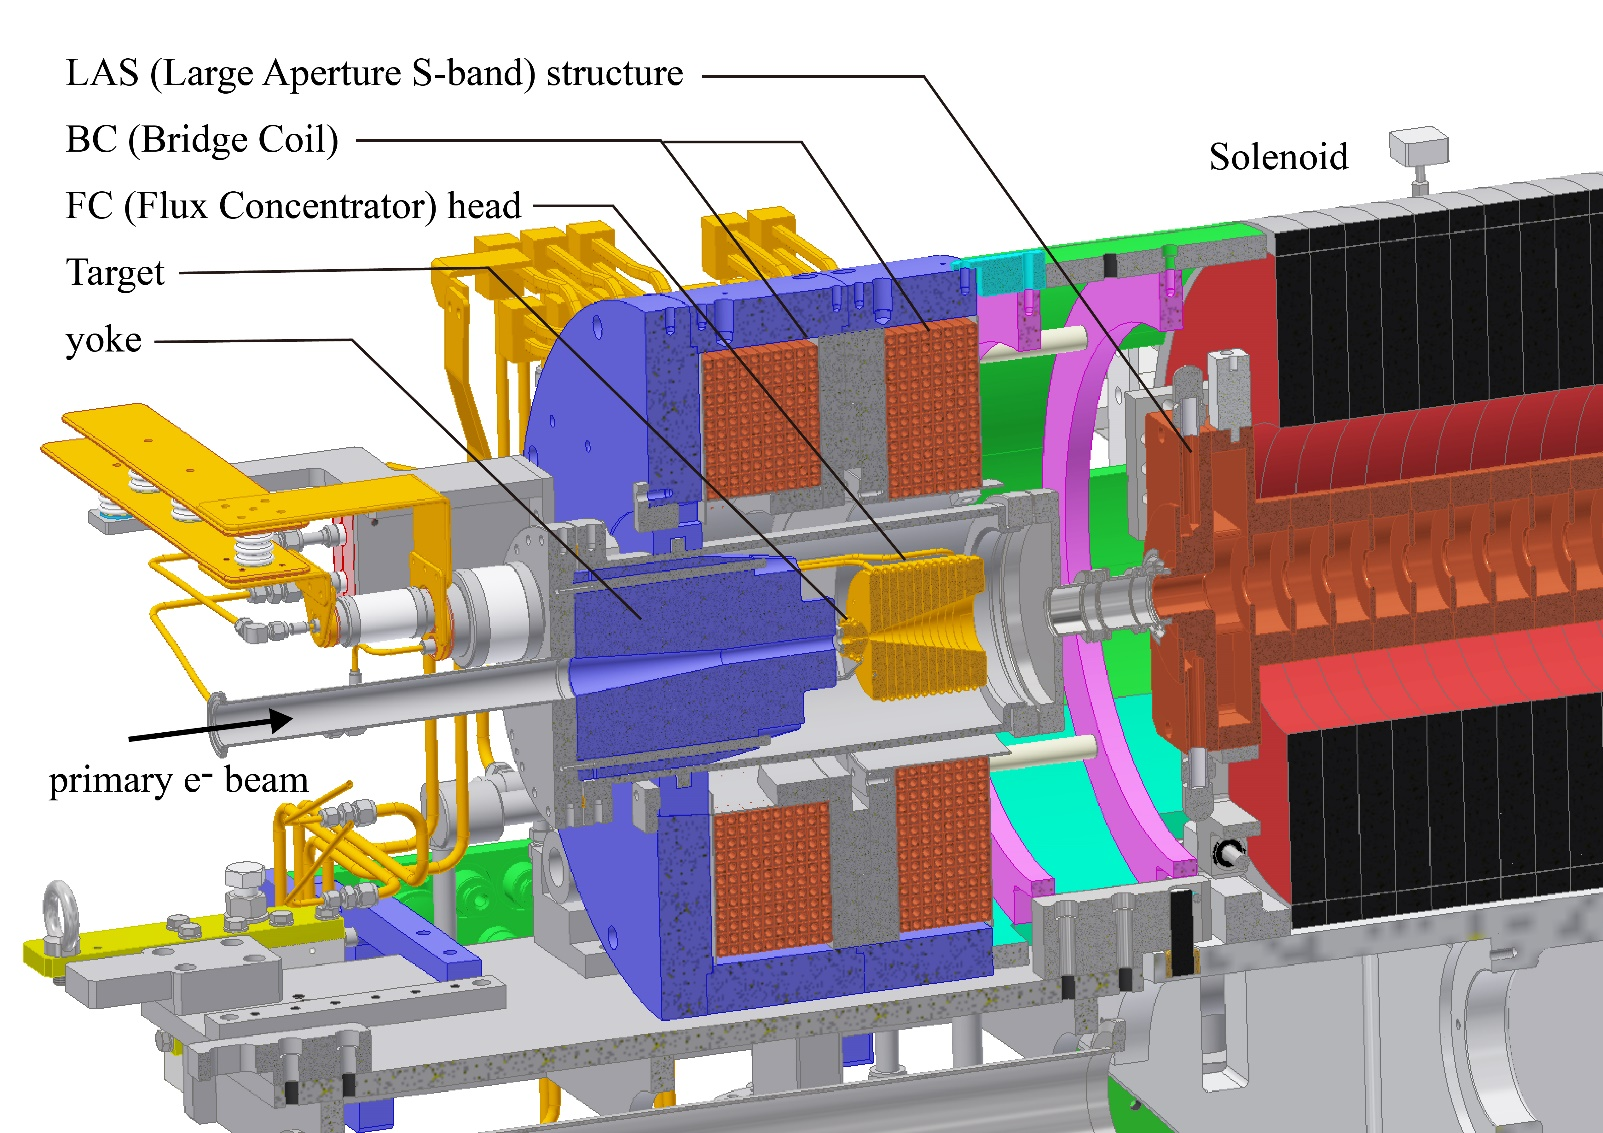 LAS (Large Aperture S-band) structure
BC (Bridge Coil)
Solenoid
FC (Flux Concentrator) head
Target
yoke
primary e- beam